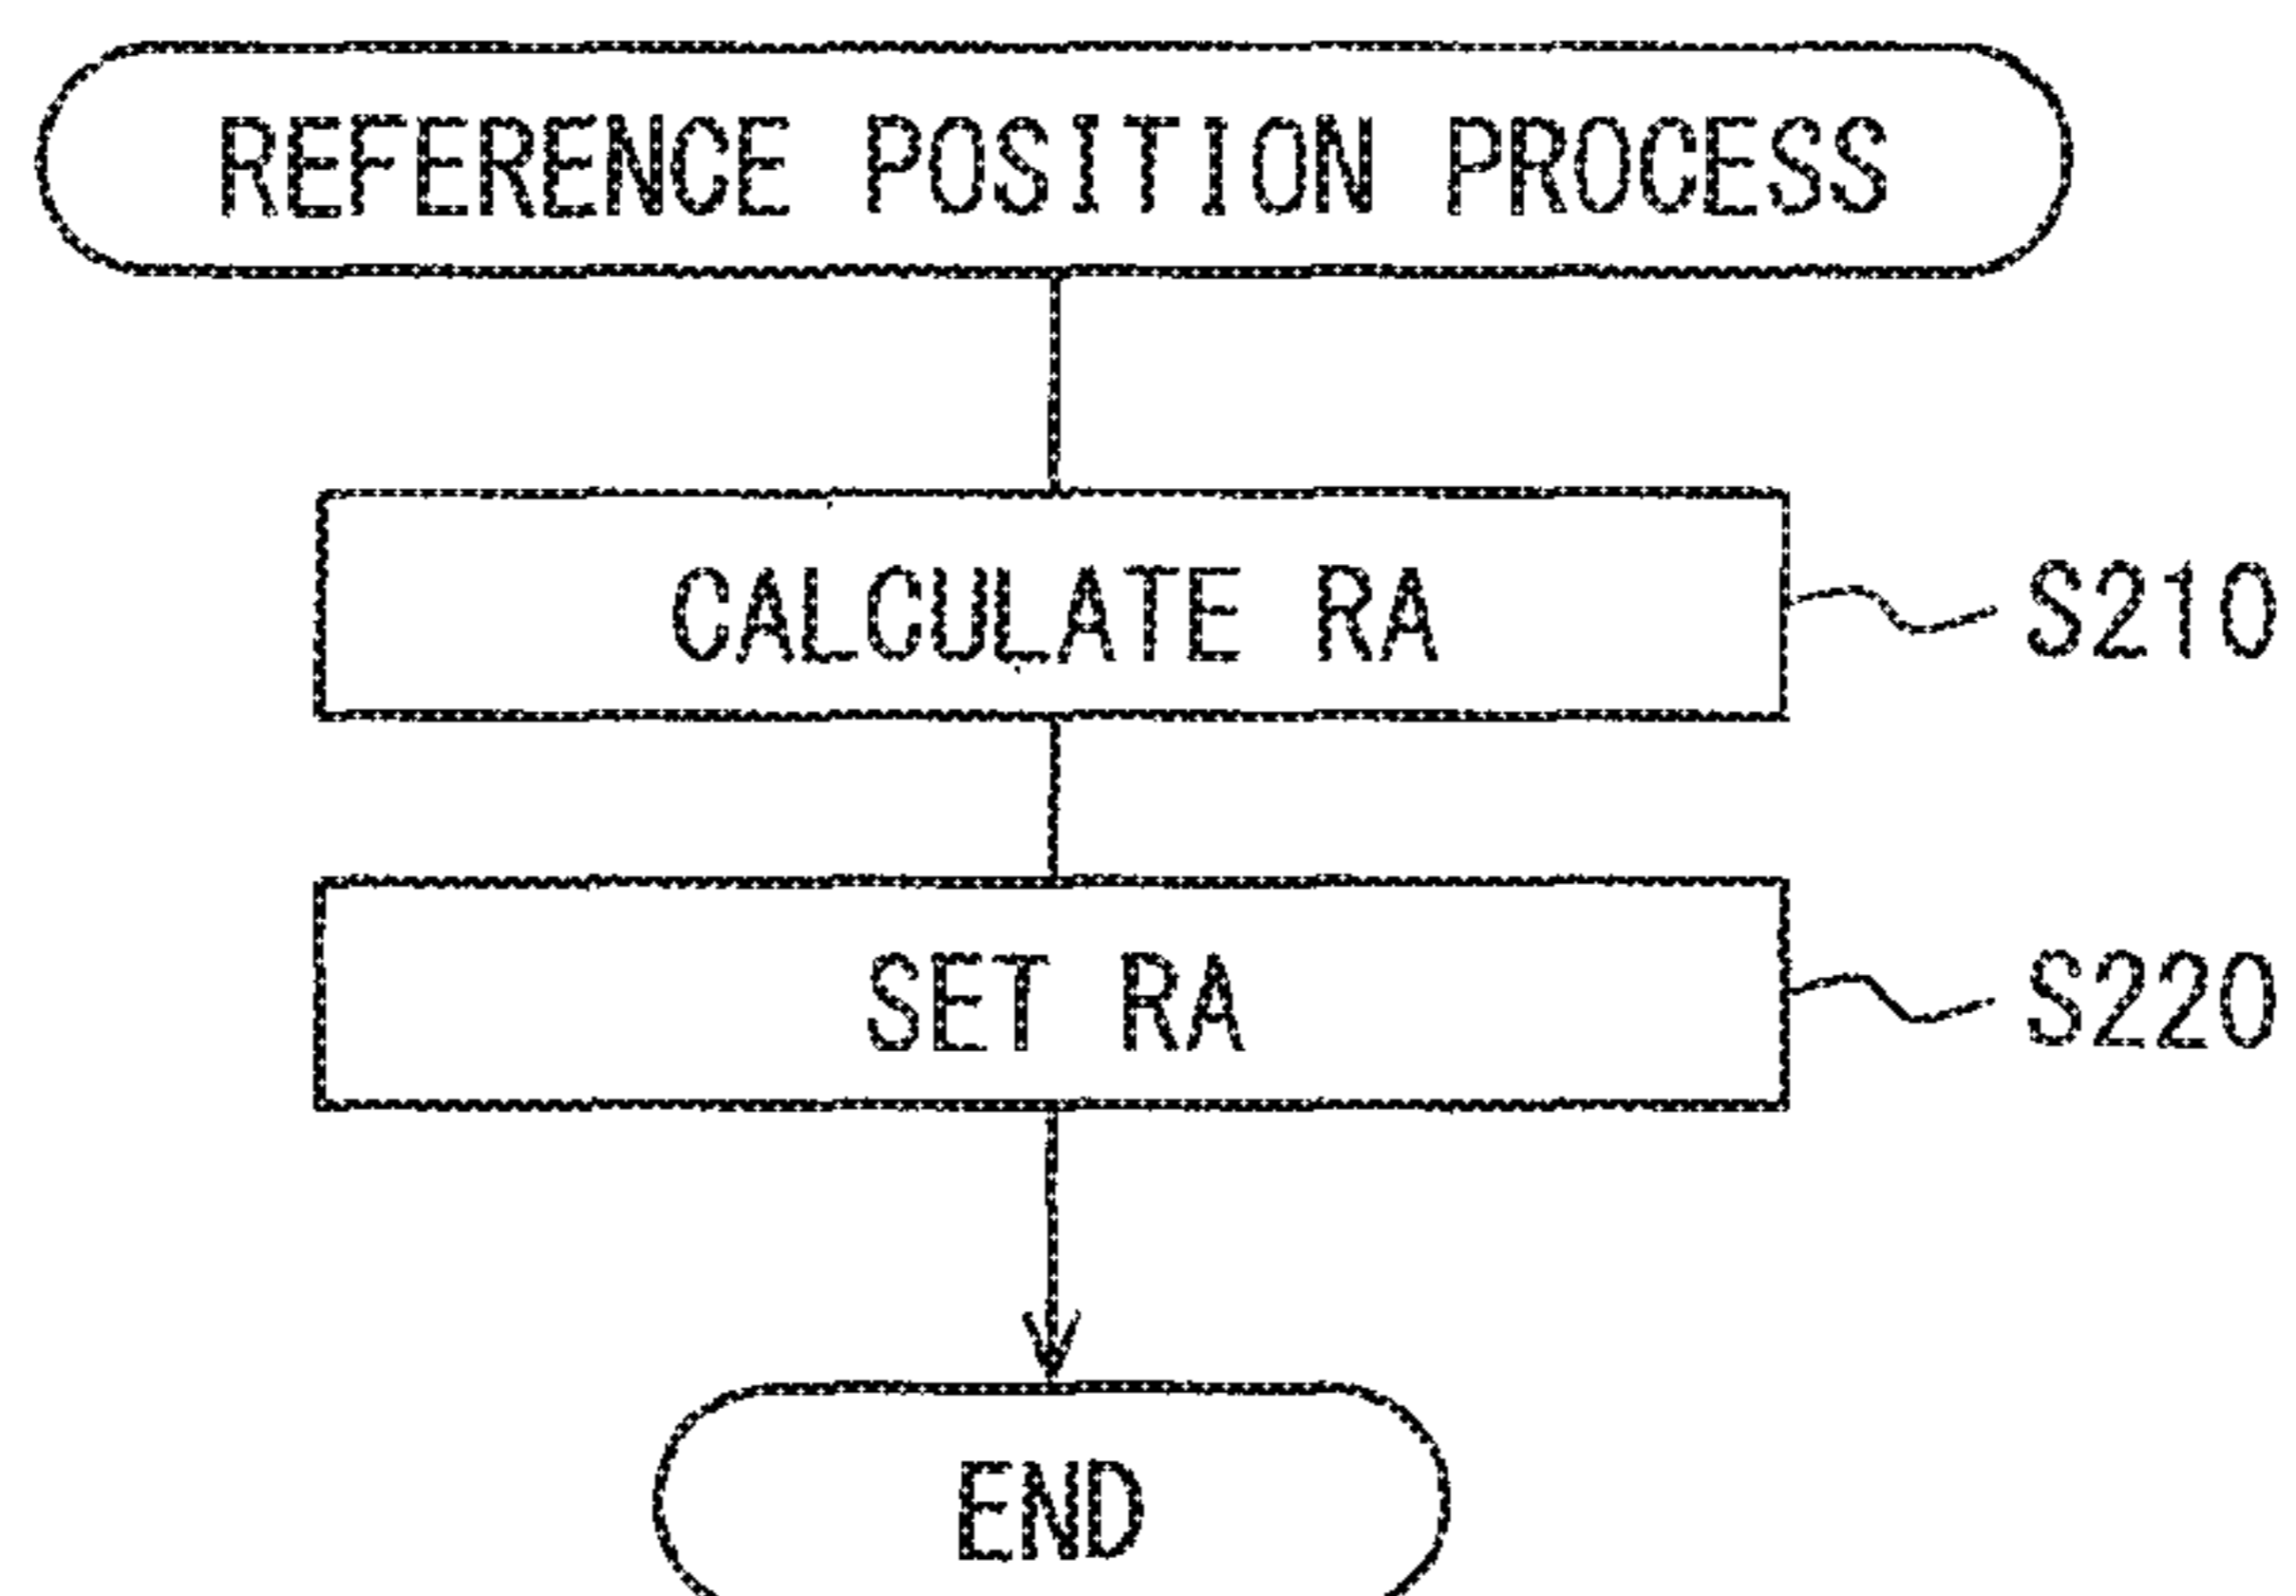 REFERENCE POSITION PROCESS
CALCULATE RA
S210
SET RA
S220
END